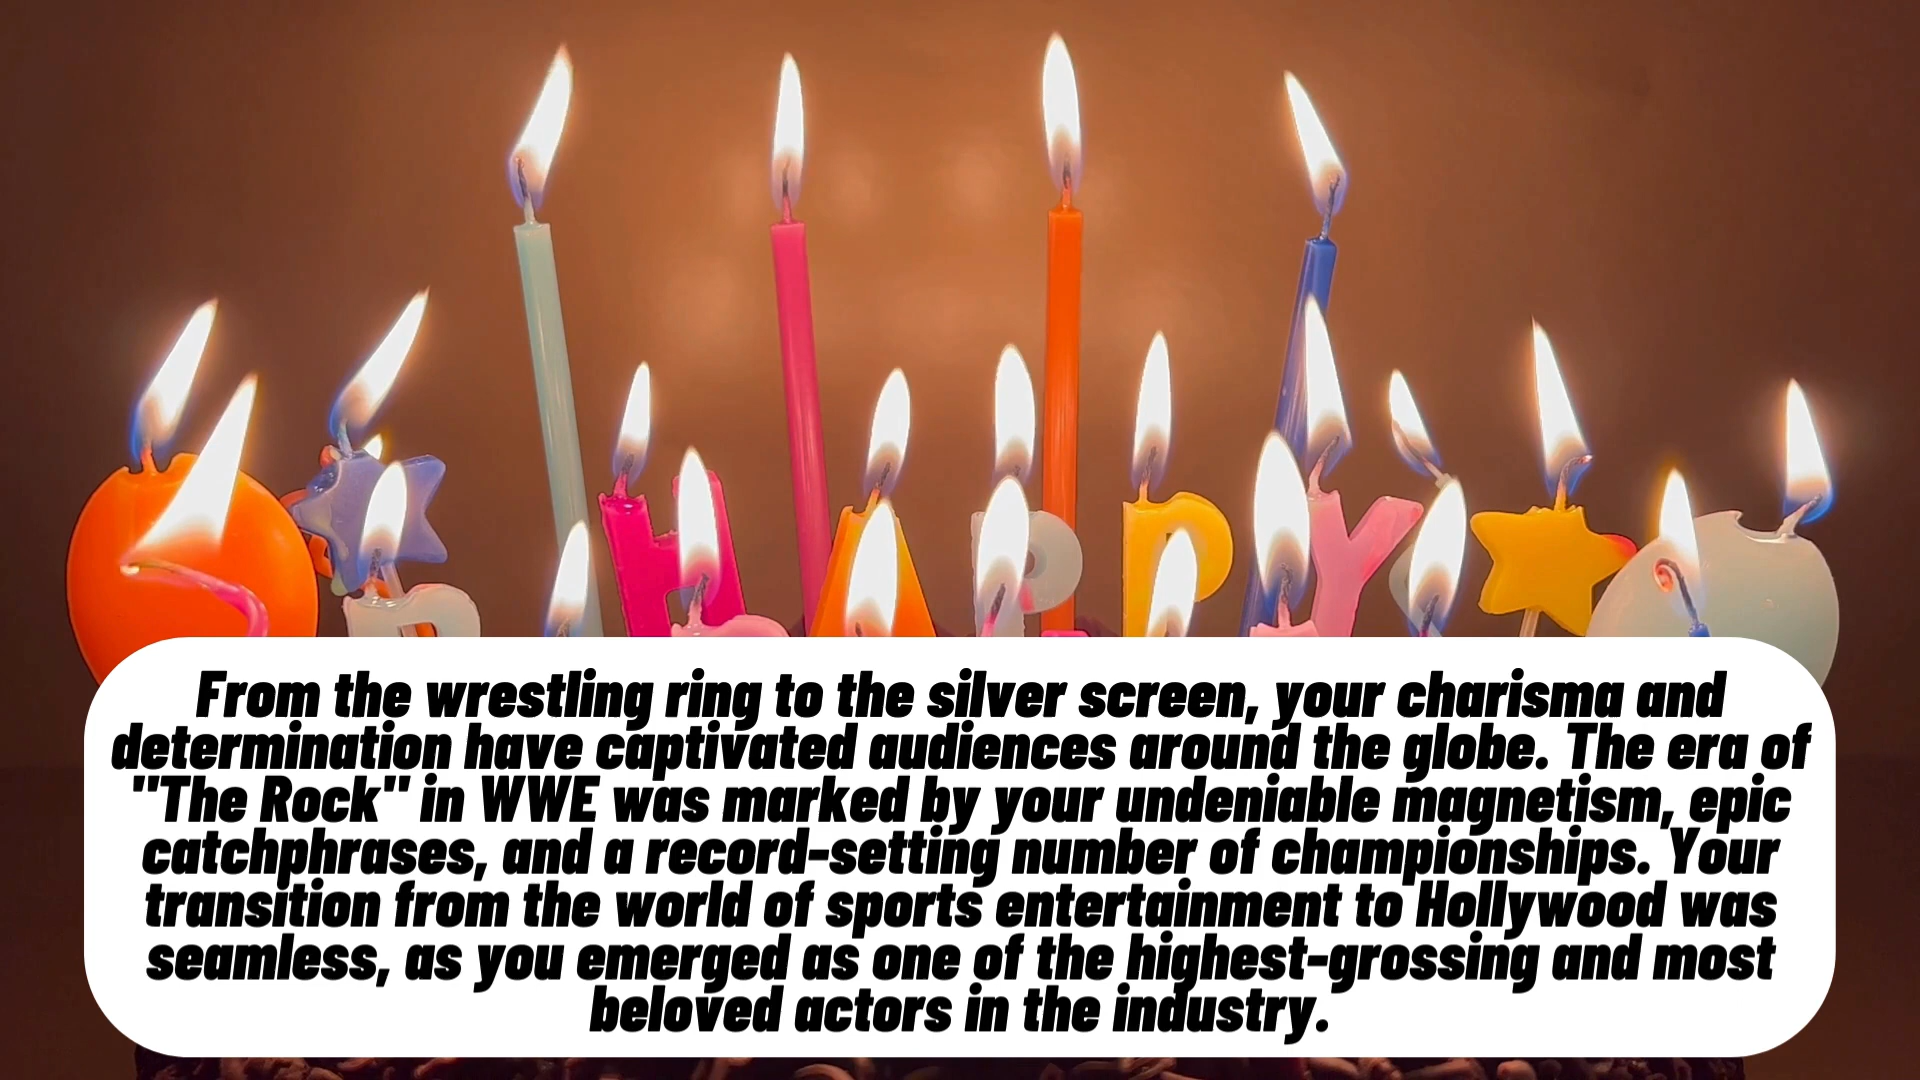 HAPPY
From the wrestling ring to the silver screen, your charisma and
determination have captivated audiences around the globe. The era of
"The Rock" in WWE was marked by your undeniable magnetism, epic
catchphrases, and a record-setting number of championships. Your
transition from the world of sports entertainment to Hollywood was
seamless, as you emerged as one of the highest-grossing and most
beloved actors in the industry.